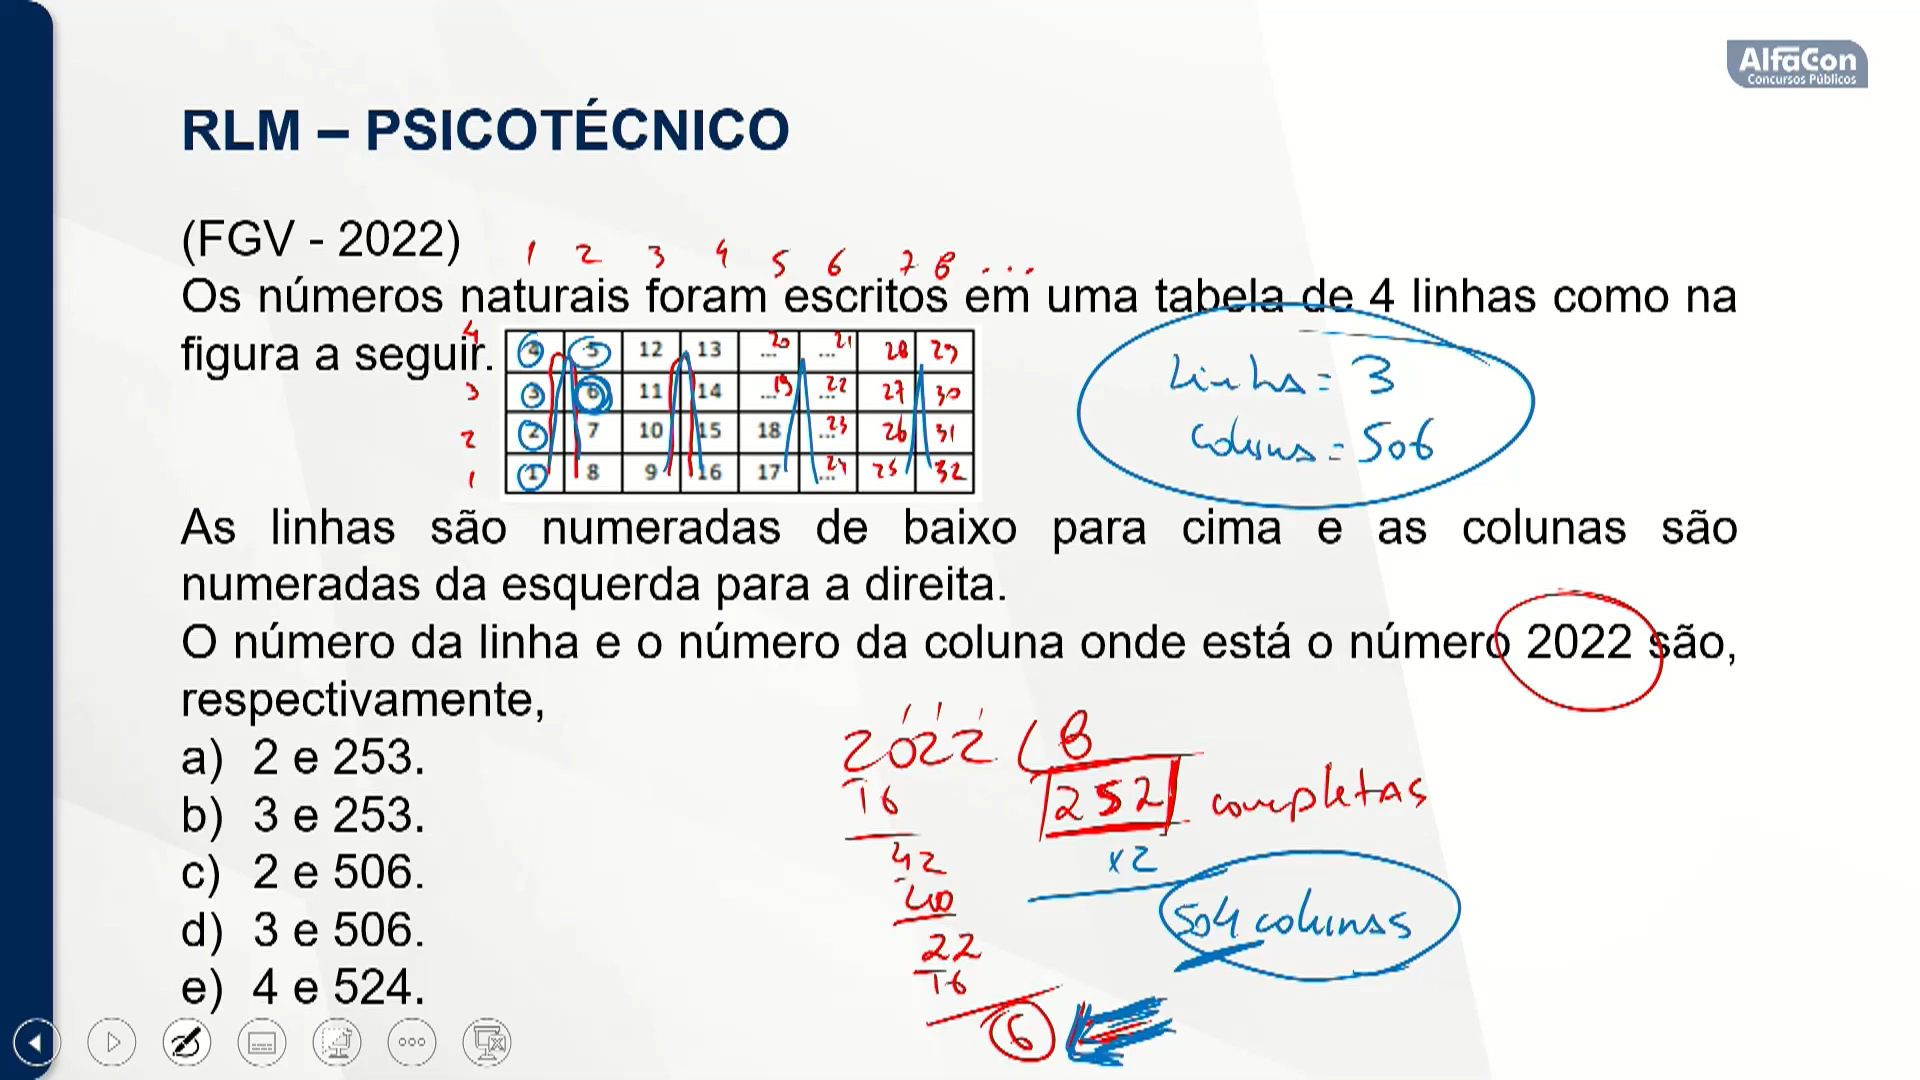 AlfaCon
Concursos Públicos
RLM – PSICOTÉCNICO
(FGV - 2022)
1 2 3 4 5 6 7 8 ...
Os números naturais foram escritos em uma tabela de 4 linhas como na
figura a seguir.
4 4 5 12 13 ...20 ...21 28 29
3 3 6 11 14 ...19 ...22 27 30
2 2 7 10 15 18 ...23 26 31
1 1 8 9 16 17 ...24 25 32
Linha = 3
Coluna = 506
As linhas são numeradas de baixo para cima e as colunas são
numeradas da esquerda para a direita.
O número da linha e o número da coluna onde está o número 2022 são,
respectivamente,
a) 2 e 253.
b) 3 e 253.
c) 2 e 506.
d) 3 e 506.
e) 4 e 524.
2022 8
16 252 completas
42 x2
40 504 colunas
22
16
6